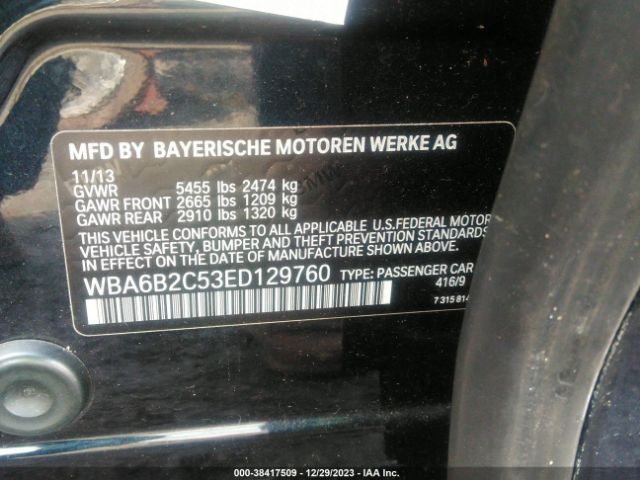 MFD BY BAYERISCHE MOTOREN WERKE AG
11/13
GVWR 5455 lbs 2474 kg
GAWR FRONT 2665 lbs 1209 kg
GAWR REAR 2910 lbs 1320 kg
THIS VEHICLE CONFORMS TO ALL APPLICABLE U.S.FEDERAL MOTOR
VEHICLE SAFETY, BUMPER AND THEFT PREVENTION STANDARDS
IN EFFECT ON THE DATE OF MANUFACTURE SHOWN ABOVE.
WBA6B2C53ED129760 TYPE: PASSENGER CAR
416/9
7 315 814
000-38417509 - 12/29/2023 - IAA Inc.